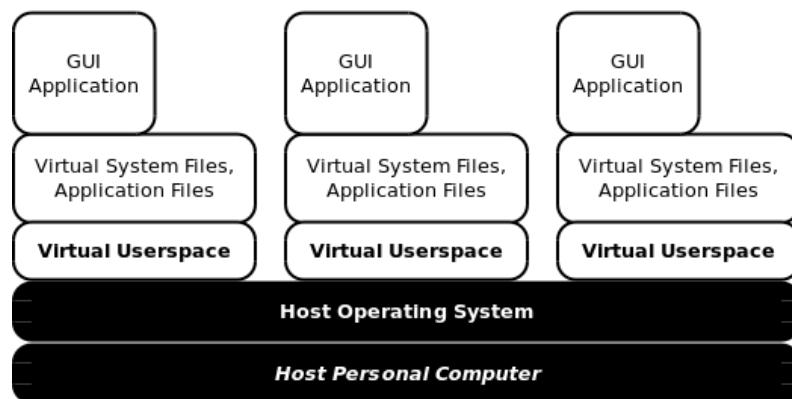 GUI
Application
GUI
Application
GUI
Application
Virtual System Files,
Application Files
Virtual System Files,
Application Files
Virtual System Files,
Application Files
Virtual Userspace
Virtual Userspace
Virtual Userspace
Host Operating System
Host Personal Computer